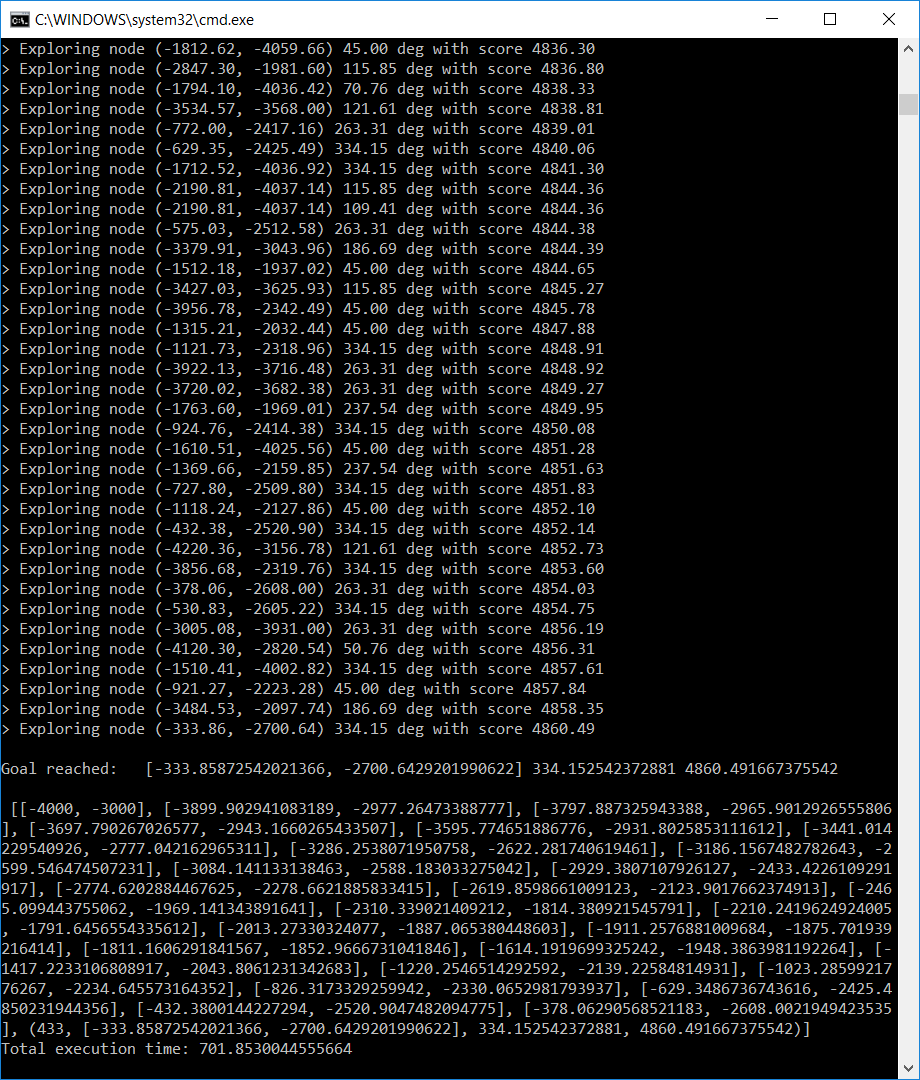 C:\WINDOWS\system32\cmd.exe
> Exploring node (-1812.62, -4059.66) 45.00 deg with score 4836.30
> Exploring node (-2847.30, -1981.60) 115.85 deg with score 4836.80
> Exploring node (-1794.10, -4036.42) 70.76 deg with score 4838.33
> Exploring node (-3534.57, -3568.00) 121.61 deg with score 4838.81
> Exploring node (-772.00, -2417.16) 263.31 deg with score 4839.01
> Exploring node (-629.35, -2425.49) 334.15 deg with score 4840.06
> Exploring node (-1712.52, -4036.92) 334.15 deg with score 4841.30
> Exploring node (-2190.81, -4037.14) 115.85 deg with score 4844.36
> Exploring node (-2190.81, -4037.14) 109.41 deg with score 4844.36
> Exploring node (-575.03, -2512.58) 263.31 deg with score 4844.38
> Exploring node (-3379.91, -3043.96) 186.69 deg with score 4844.39
> Exploring node (-1512.18, -1937.02) 45.00 deg with score 4844.65
> Exploring node (-3427.03, -3625.93) 115.85 deg with score 4845.27
> Exploring node (-3956.78, -2342.49) 45.00 deg with score 4845.78
> Exploring node (-1315.21, -2032.44) 45.00 deg with score 4847.88
> Exploring node (-1121.73, -2318.96) 334.15 deg with score 4848.91
> Exploring node (-3922.13, -3716.48) 263.31 deg with score 4848.92
> Exploring node (-3720.02, -3682.38) 263.31 deg with score 4849.27
> Exploring node (-1763.60, -1969.01) 237.54 deg with score 4849.95
> Exploring node (-924.76, -2414.38) 334.15 deg with score 4850.08
> Exploring node (-1610.51, -4025.56) 45.00 deg with score 4851.28
> Exploring node (-1369.66, -2159.85) 237.54 deg with score 4851.63
> Exploring node (-727.80, -2509.80) 334.15 deg with score 4851.83
> Exploring node (-1118.24, -2127.86) 45.00 deg with score 4852.10
> Exploring node (-432.38, -2520.90) 334.15 deg with score 4852.14
> Exploring node (-4220.36, -3156.78) 121.61 deg with score 4852.73
> Exploring node (-3856.68, -2319.76) 334.15 deg with score 4853.60
> Exploring node (-378.06, -2608.00) 263.31 deg with score 4854.03
> Exploring node (-530.83, -2605.22) 334.15 deg with score 4854.75
> Exploring node (-3005.08, -3931.00) 263.31 deg with score 4856.19
> Exploring node (-4120.30, -2820.54) 50.76 deg with score 4856.31
> Exploring node (-1510.41, -4002.82) 334.15 deg with score 4857.61
> Exploring node (-921.27, -2223.28) 45.00 deg with score 4857.84
> Exploring node (-3484.53, -2097.74) 186.69 deg with score 4858.35
> Exploring node (-333.86, -2700.64) 334.15 deg with score 4860.49
Goal reached:   [-333.85872542021366, -2700.6429201990622] 334.152542372881 4860.491667375542
[[-4000, -3000], [-3899.902941083189, -2977.26473388777], [-3797.887325943388, -2965.9012926555806
], [-3697.790267026577, -2943.1660265433507], [-3595.774651886776, -2931.8025853111612], [-3441.014
229540926, -2777.042162965311], [-3286.2538071950758, -2622.281740619461], [-3186.1567482782643, -2
599.546474507231], [-3084.141133138463, -2588.183033275042], [-2929.3807107926127, -2433.4226109291
917], [-2774.6202884467625, -2278.6621885833415], [-2619.8598661009123, -2123.9017662374913], [-246
5.099443755062, -1969.141343891641], [-2310.339021409212, -1814.380921545791], [-2210.2419624924005
, -1791.6456554335612], [-2013.27330324077, -1887.065380448603], [-1911.2576881009684, -1875.701939
216414], [-1811.1606291841567, -1852.9666731041846], [-1614.1919699325242, -1948.3863981192264], [-
1417.2233106808917, -2043.8061231342683], [-1220.2546514292592, -2139.22584814931], [-1023.28599217
76267, -2234.645573164352], [-826.3173329259942, -2330.0652981793937], [-629.3486736743616, -2425.4
850231944356], [-432.3800144227294, -2520.9047482094775], [-378.06290568521183, -2608.0021949423535
], (433, [-333.85872542021366, -2700.6429201990622], 334.152542372881, 4860.491667375542)]
Total execution time: 701.8530044555664